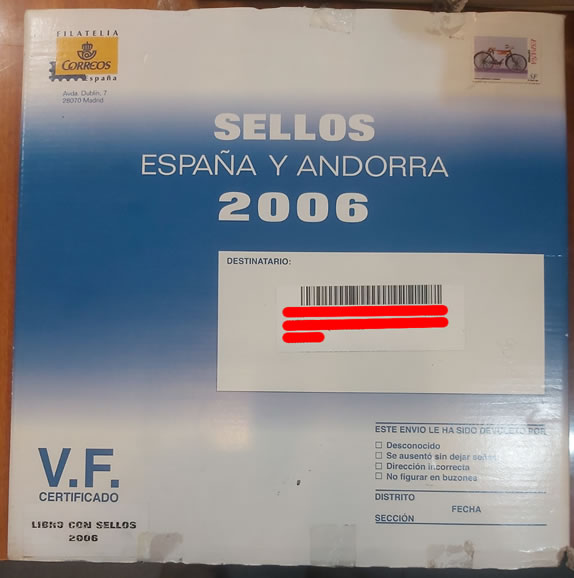 FILATELIA
CORREOS
España
Avda. Dublin, 7
28070 Madrid
ESPAÑA
SELLOS
ESPAÑA Y ANDORRA
2006
DESTINATARIO:
ESTE ENVIO LE HA SIDO DEVUELTO POR
Desconocido
Se ausentó sin dejar señas
Dirección incorrecta
No figurar en buzones
DISTRITO
FECHA
SECCIÓN
V.F.
CERTIFICADO
LIBRO CON SELLOS
2006